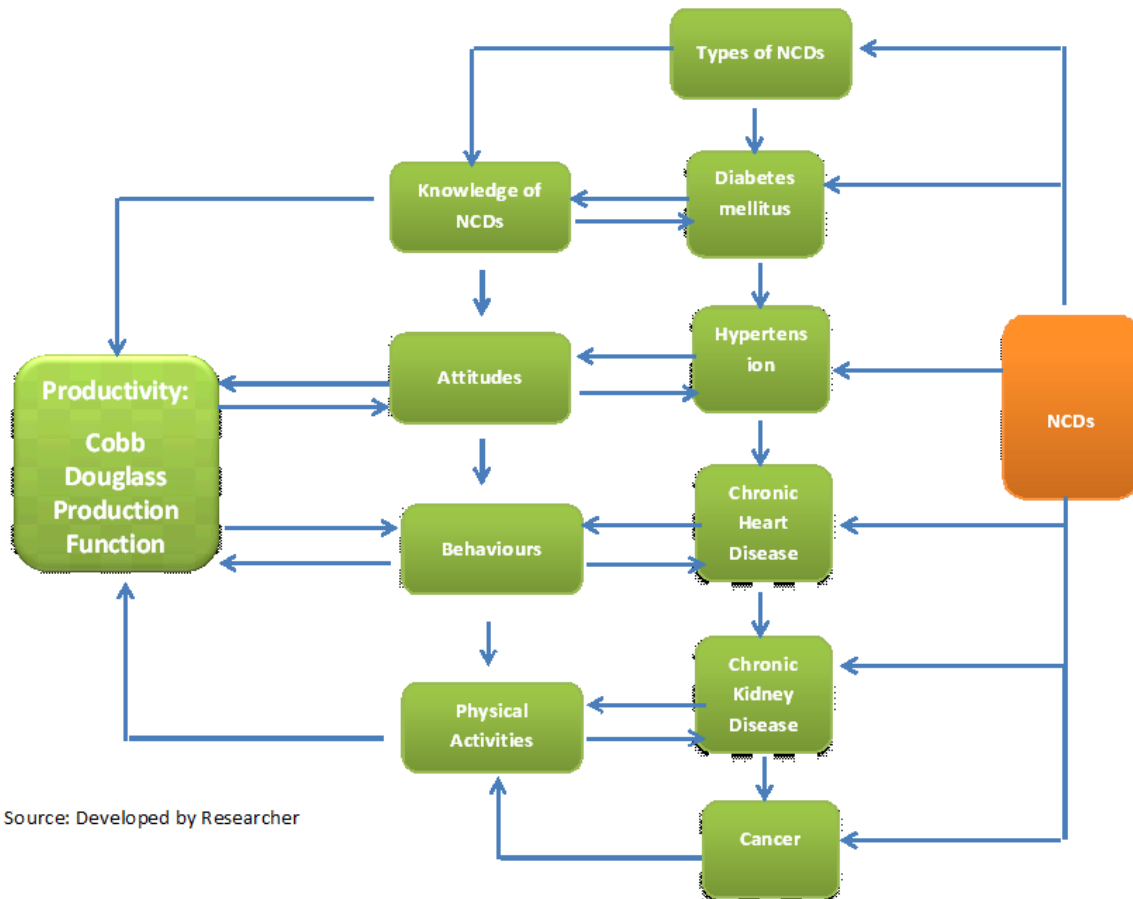 Types of NCDs
Knowledge of
NCDs
Diabetes
mellitus
Attitudes
Hypertens
ion
Productivity:
Cobb
Douglass
Production
Function
NCDs
Behaviours
Chronic
Heart
Disease
Physical
Activities
Chronic
Kidney
Disease
Cancer
Source: Developed by Researcher